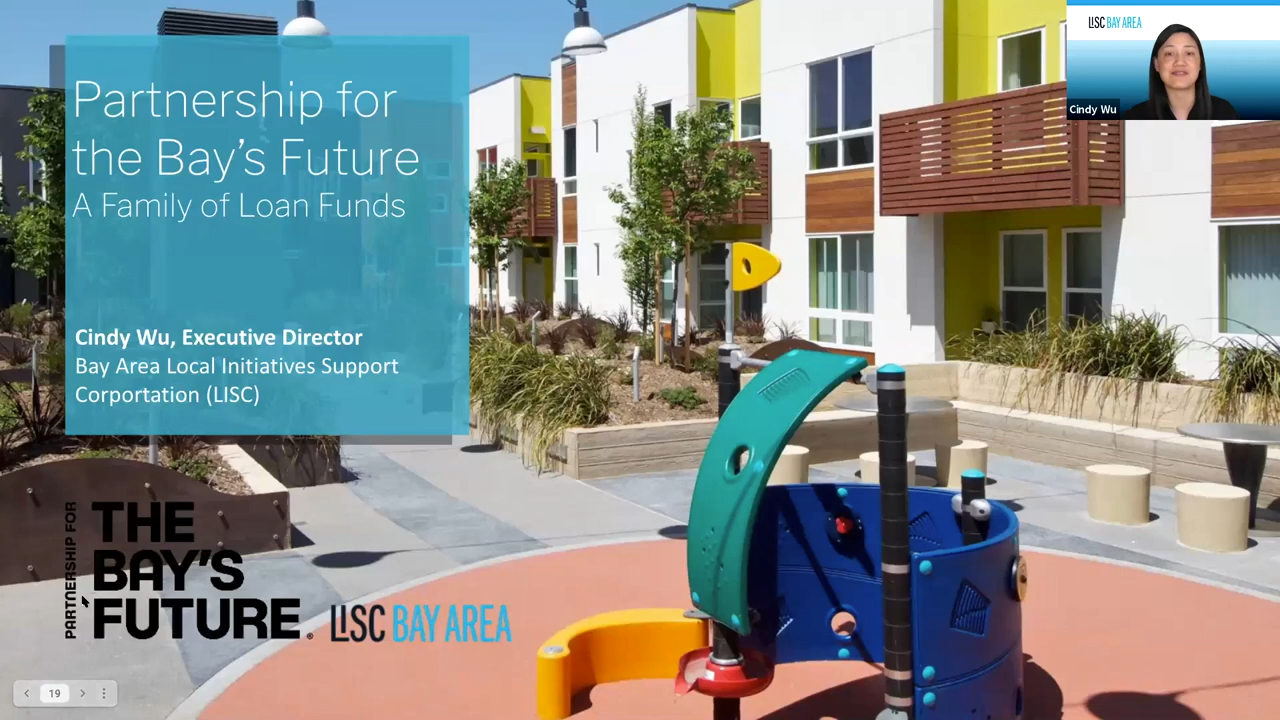 Partnership for
the Bay's Future
A Family of Loan Funds
Cindy Wu, Executive Director
Bay Area Local Initiatives Support
Corportation (LISC)
PARTNERSHIP FOR
THE
BAY'S
FUTURE®
LISC BAY AREA
LISC BAY AREA
Cindy Wu
19